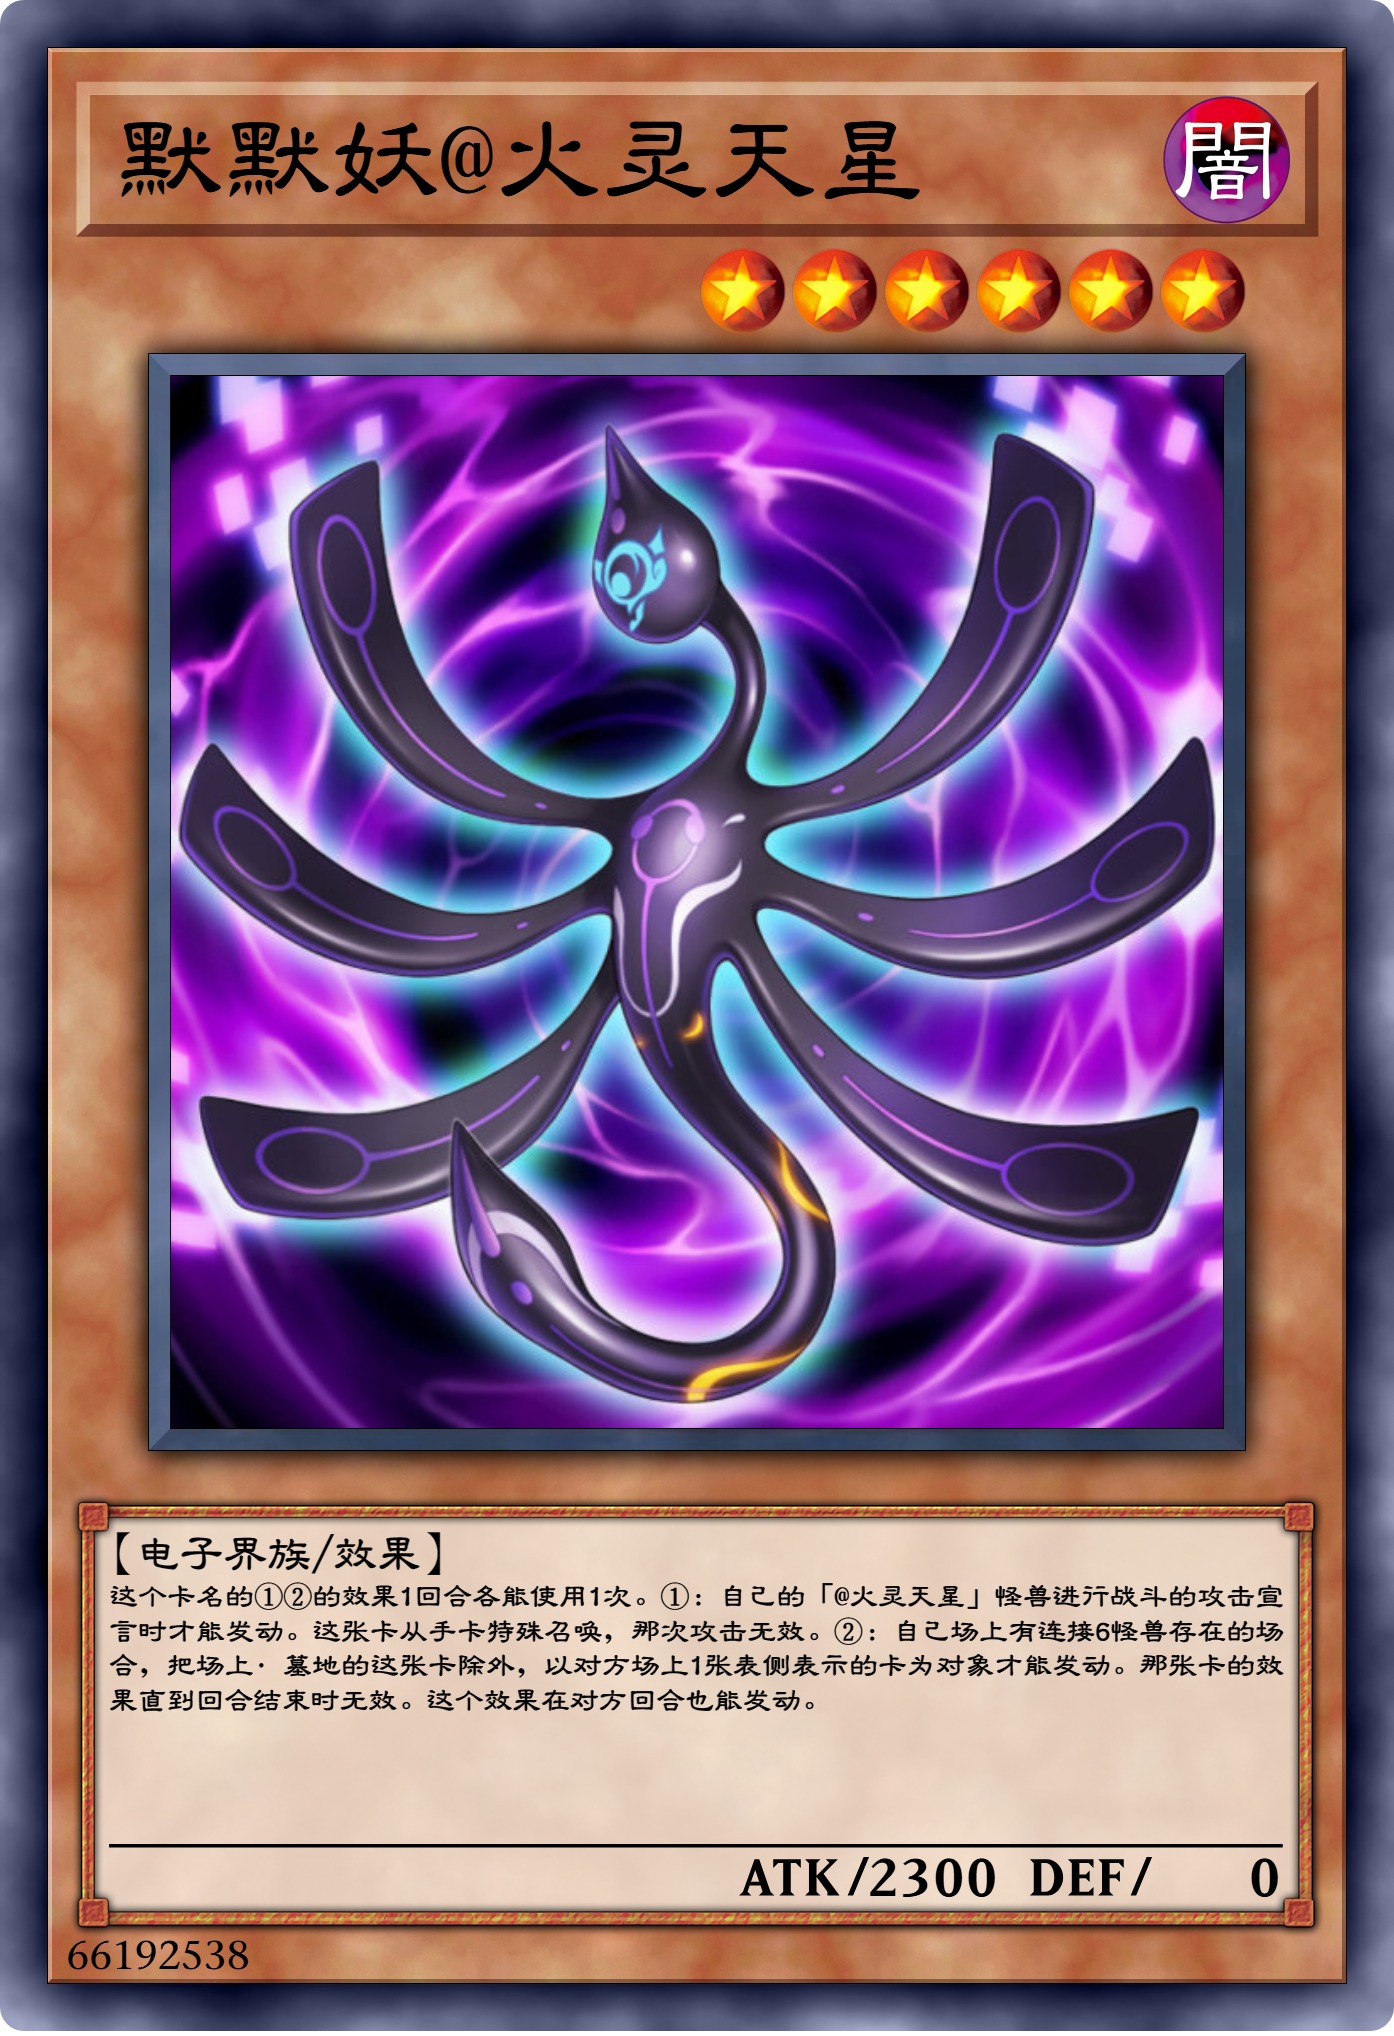 默默妖@火灵天星
闇
【电子界族/效果】
这个卡名的①②的效果1回合各能使用1次。①：自己的「@火灵天星」怪兽进行战斗的攻击宣
言时才能发动。这张卡从手卡特殊召唤，那次攻击无效。②：自己场上有连接6怪兽存在的场
合，把场上·墓地的这张卡除外，以对方场上1张表侧表示的卡为对象才能发动。那张卡的效
果直到回合结束时无效。这个效果在对方回合也能发动。
ATK/2300 DEF/ 0
66192538